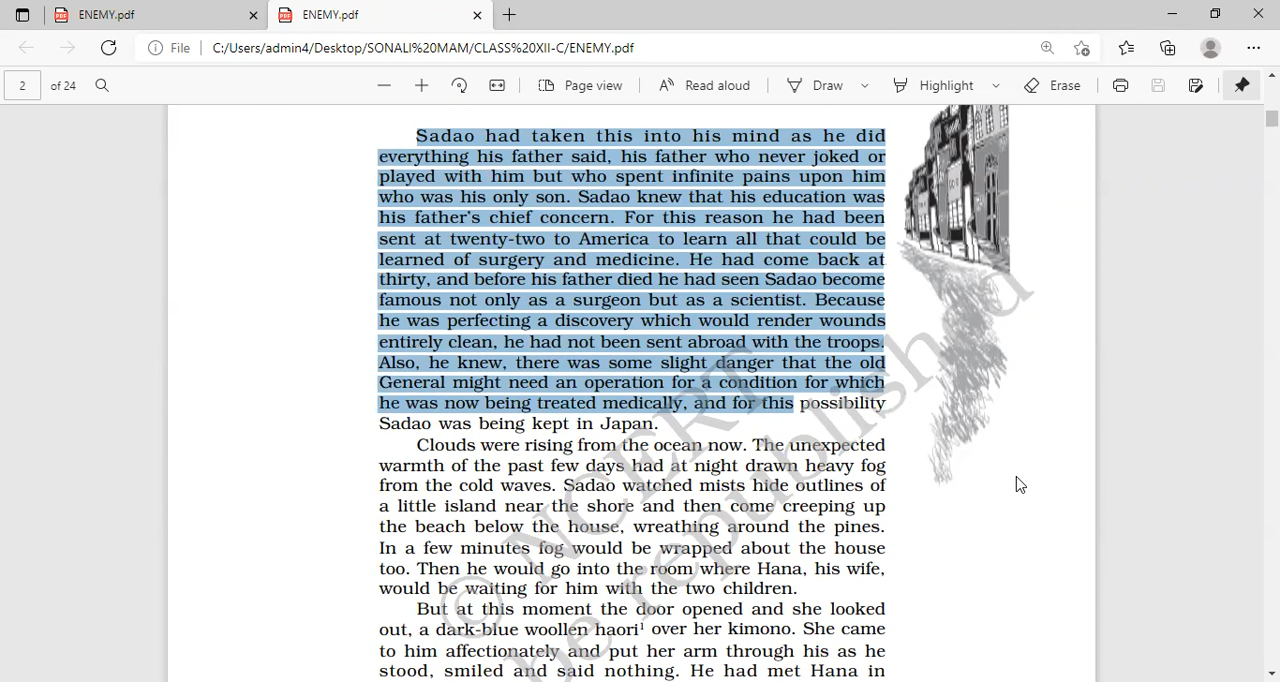 ENEMY.pdf
ENEMY.pdf
File C:/Users/admin4/Desktop/SONALI%20MAM/CLASS%20XII-C/ENEMY.pdf
2 of 24 Page view Read aloud Draw Highlight Erase
Sadao had taken this into his mind as he did
everything his father said, his father who never joked or
played with him but who spent infinite pains upon him
who was his only son. Sadao knew that his education was
his father's chief concern. For this reason he had been
sent at twenty-two to America to learn all that could be
learned of surgery and medicine. He had come back at
thirty, and before his father died he had seen Sadao become
famous not only as a surgeon but as a scientist. Because
he was perfecting a discovery which would render wounds
entirely clean, he had not been sent abroad with the troops.
Also, he knew, there was some slight danger that the old
General might need an operation for a condition for which
he was now being treated medically, and for this possibility
Sadao was being kept in Japan.
Clouds were rising from the ocean now. The unexpected
warmth of the past few days had at night drawn heavy fog
from the cold waves. Sadao watched mists hide outlines of
a little island near the shore and then come creeping up
the beach below the house, wreathing around the pines.
In a few minutes fog would be wrapped about the house
too. Then he would go into the room where Hana, his wife,
would be waiting for him with the two children.
But at this moment the door opened and she looked
out, a dark-blue woollen haori¹ over her kimono. She came
to him affectionately and put her arm through his as he
stood, smiled and said nothing. He had met Hana in
© NCERT
be republished